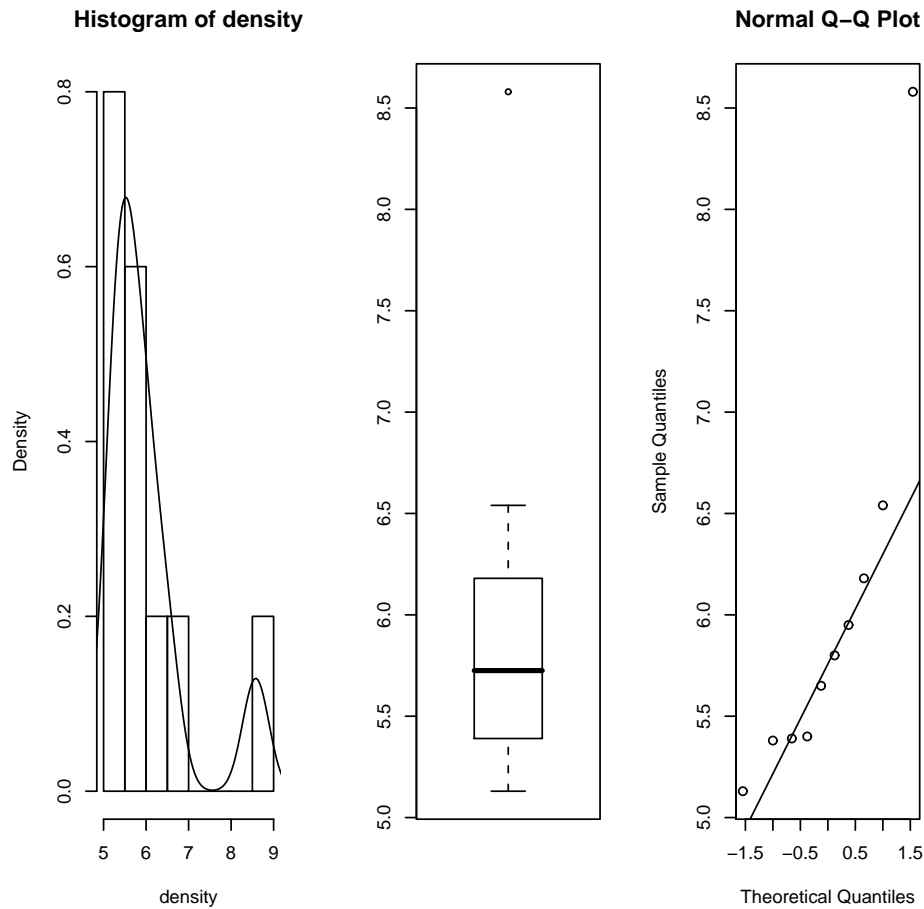 Histogram of density
Density
0.0 0.2 0.4 0.6 0.8
5 6 7 8 9
density
5.0 5.5 6.0 6.5 7.0 7.5 8.0 8.5
Normal Q−Q Plot
Sample Quantiles
5.0 5.5 6.0 6.5 7.0 7.5 8.0 8.5
−1.5 −0.5 0.5 1.5
Theoretical Quantiles